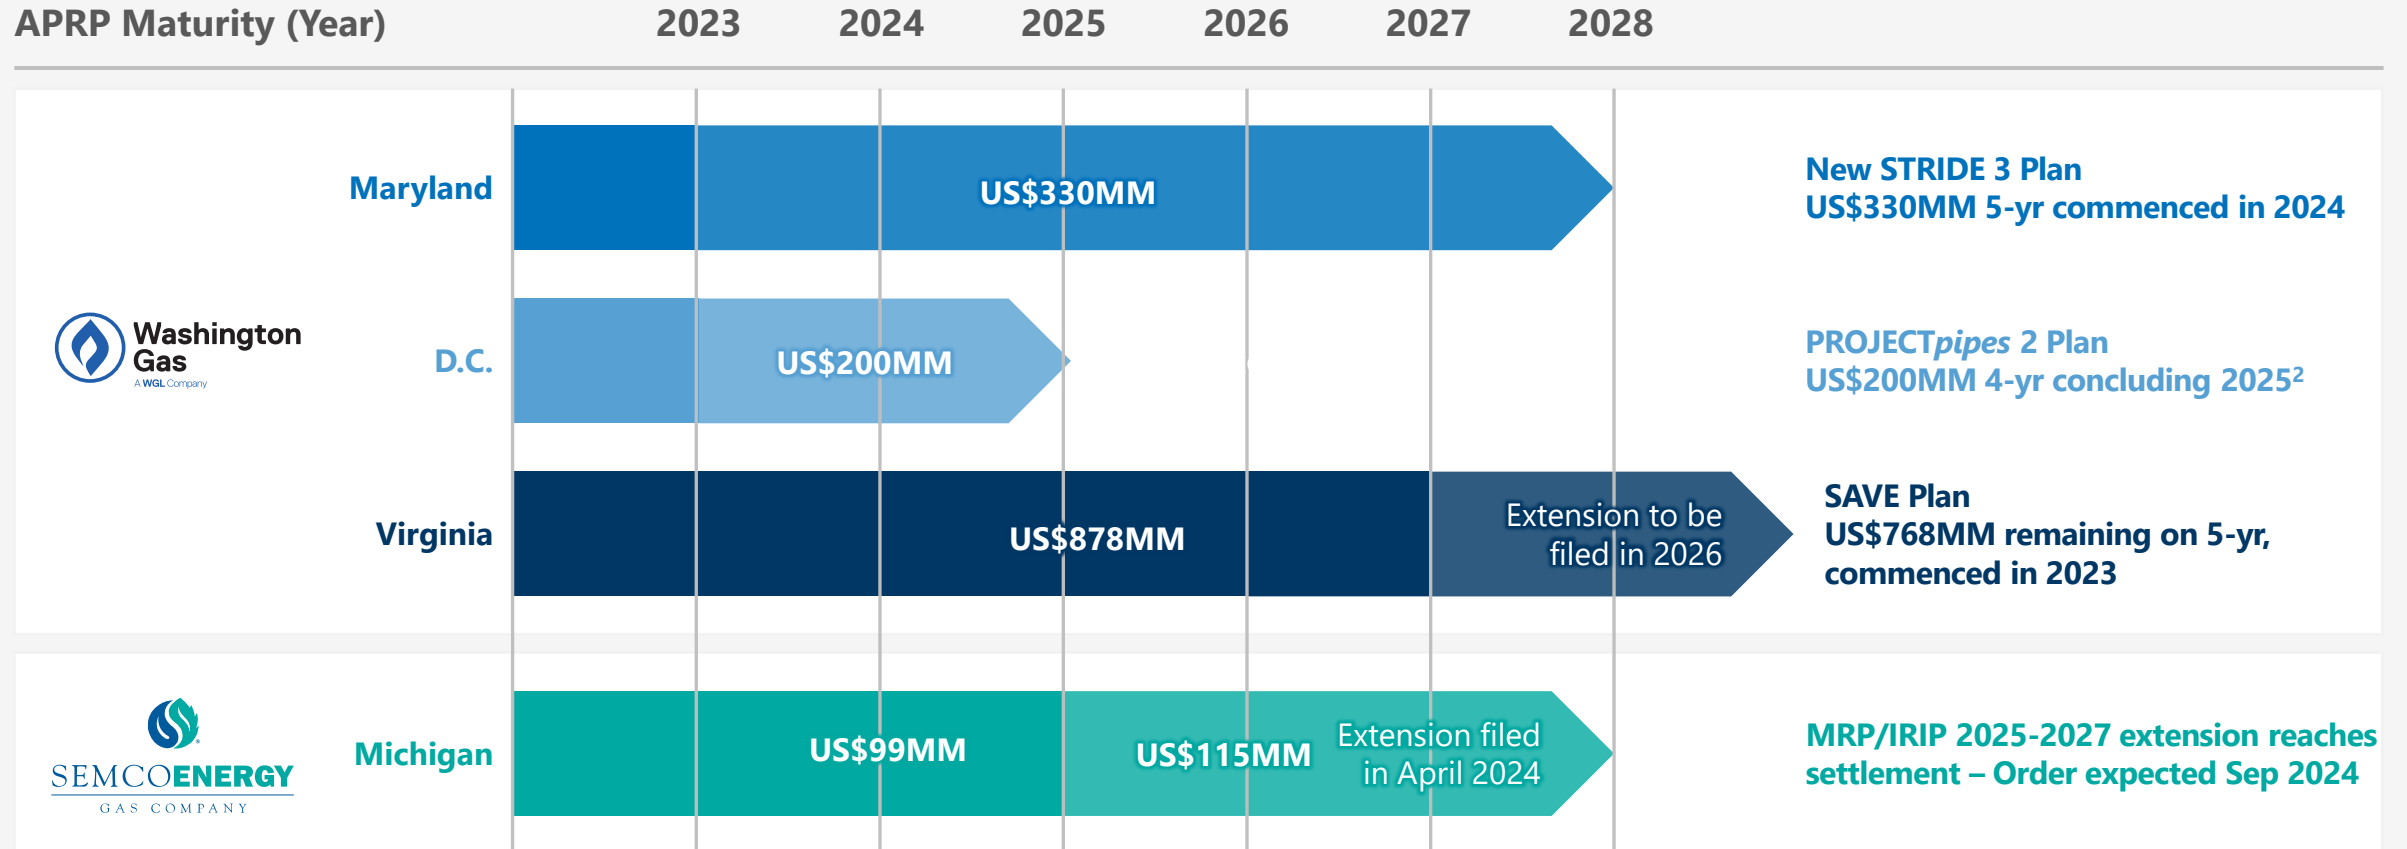 APRP Maturity (Year) 2023 2024 2025 2026 2027 2028
Maryland
US$330MM
New STRIDE 3 Plan
US$330MM 5-yr commenced in 2024
Washington
Gas
A WGL Company
D.C.
US$200MM
PROJECTpipes 2 Plan
US$200MM 4-yr concluding 2025²
Virginia
US$878MM
Extension to be
filed in 2026
SAVE Plan
US$768MM remaining on 5-yr,
commenced in 2023
SEMCOENERGY
GAS COMPANY
Michigan
US$99MM
US$115MM
Extension filed
in April 2024
MRP/IRIP 2025-2027 extension reaches
settlement – Order expected Sep 2024